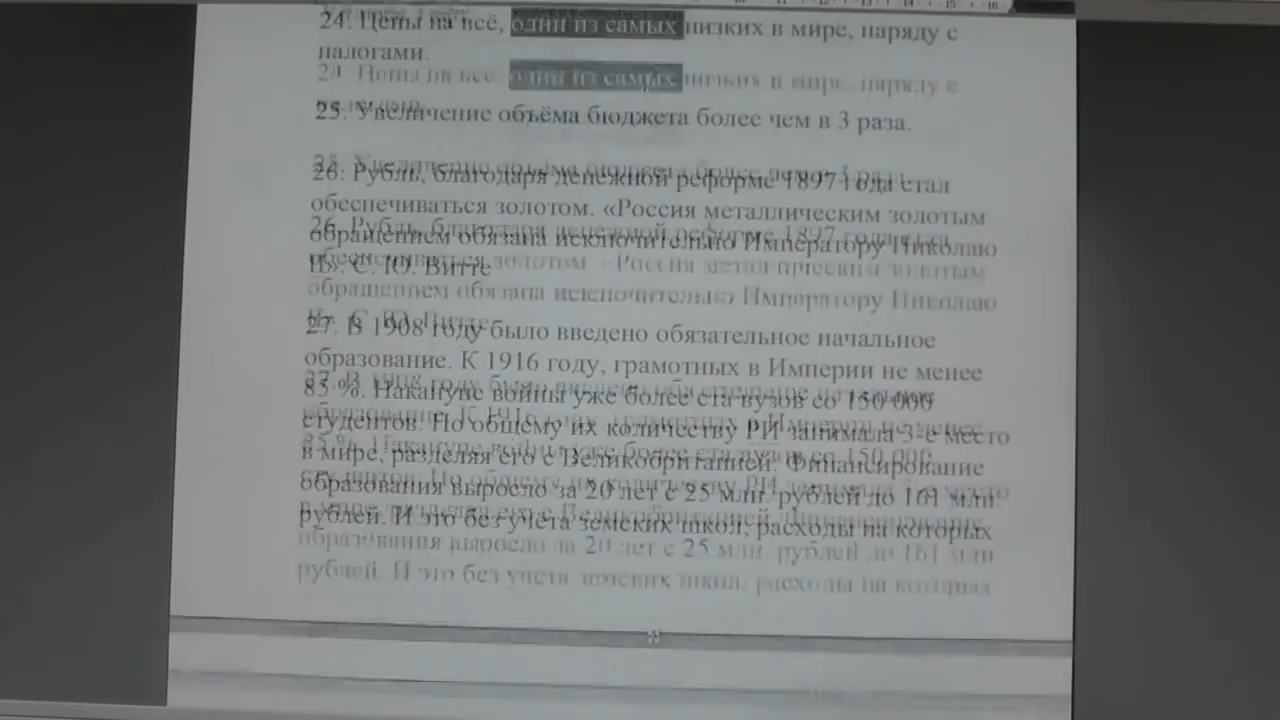 24. Цены на всё, одни из самых низких в мире, наряду с
налогами.
25. Увеличение объёма бюджета более чем в 3 раза.
26. Рубль, благодаря денежной реформе 1897 года стал
обеспечиваться золотом. «Россия металлическим золотым
обращением обязана исключительно Императору Николаю
II». С. Ю. Витте
27. В 1908 году было введено обязательное начальное
образование. К 1916 году, грамотных в Империи не менее
85 %. Накануне войны уже более ста вузов со 150 000
студентов. По общему их количеству РИ занимала 3-е место
в мире, разделяя его с Великобританией. Финансирование
образования выросло за 20 лет с 25 млн. рублей до 161 млн
рублей. И это без учёта земских школ, расходы на которых